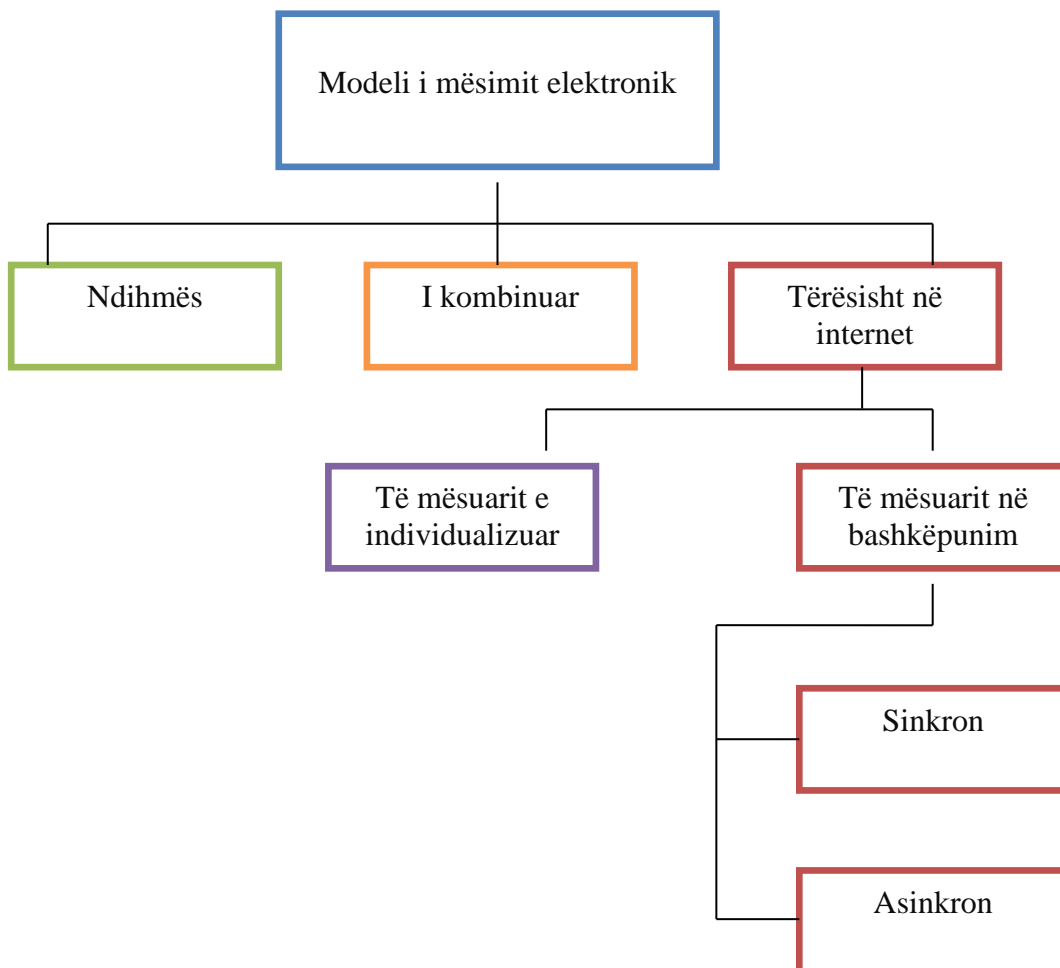 Modeli i mësimit elektronik
Ndihmës
I kombinuar
Tërësisht në
internet
Të mësuarit e
individualizuar
Të mësuarit në
bashkëpunim
Sinkron
Asinkron